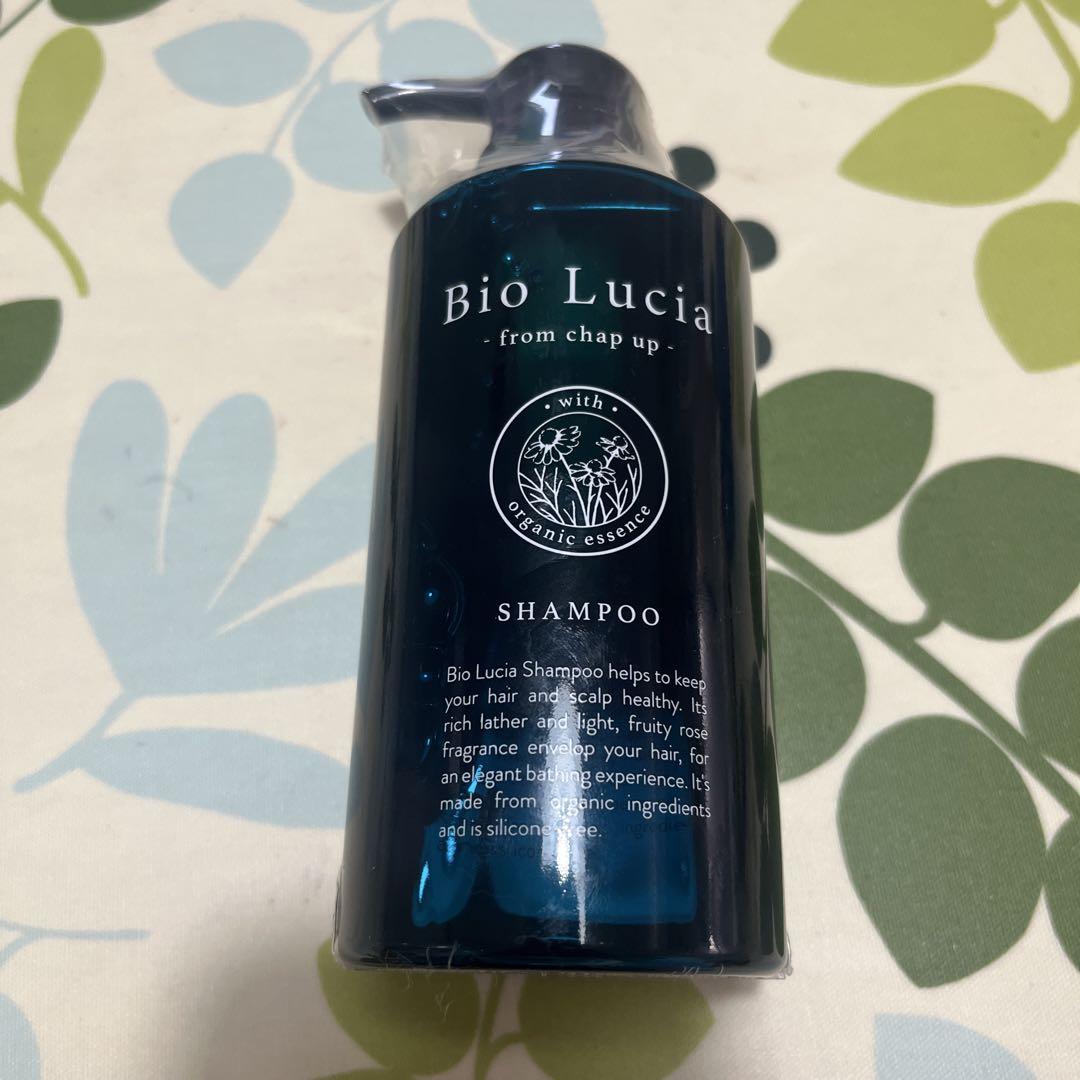 Bio Lucia
- from chap up -
• with •
organic essence
SHAMPOO
Bio Lucia Shampoo helps to keep
your hair and scalp healthy. Its
rich lather and light, fruity rose
fragrance envelop your hair, for
an elegant bathing experience. It's
made from organic ingredients
and is silicone free.